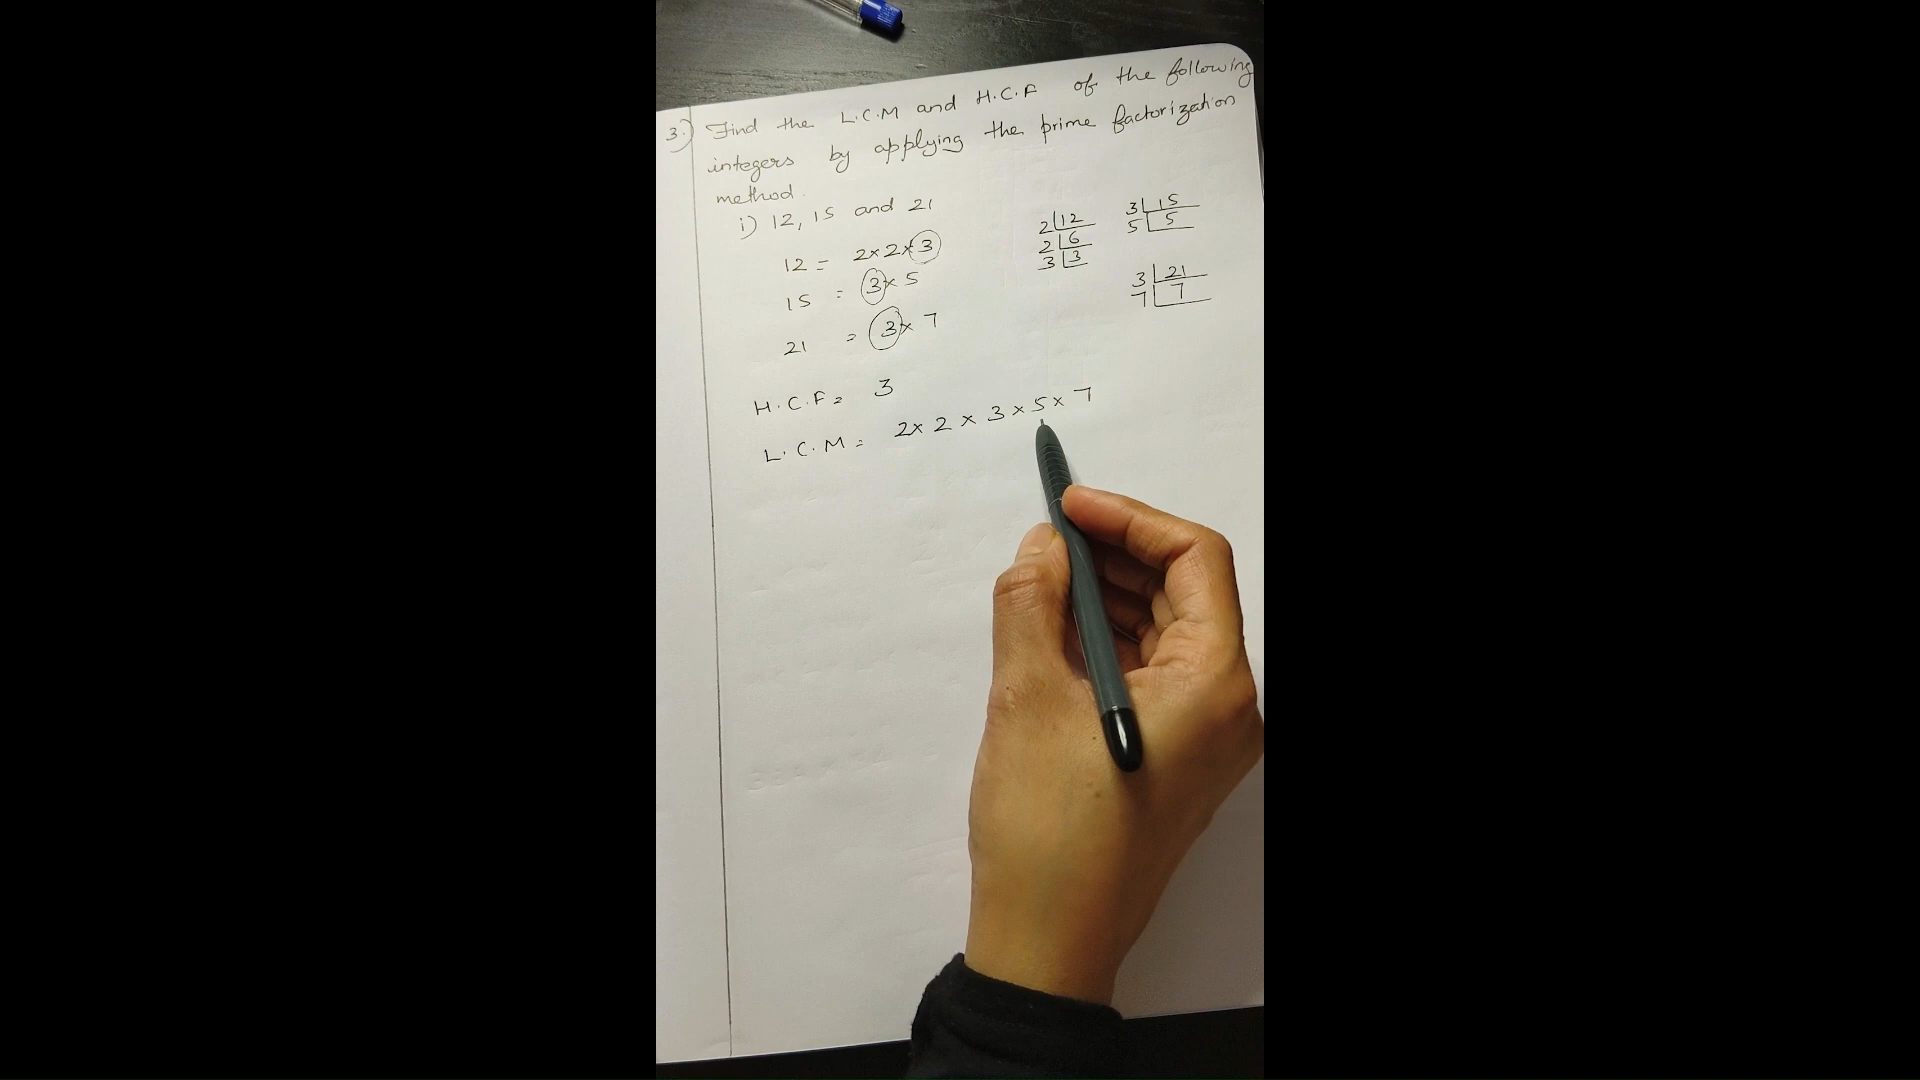 3.) Find the L.C.M and H.C.F of the following
integers by applying the prime factorization
method.
i) 12, 15 and 21
12 = 2×2×3
15 = 3×5
21 = 3×7
H.C.F = 3
L.C.M = 2×2×3×5×7
2 12
2 6
3 3
3 15
5 5
3 21
7 7